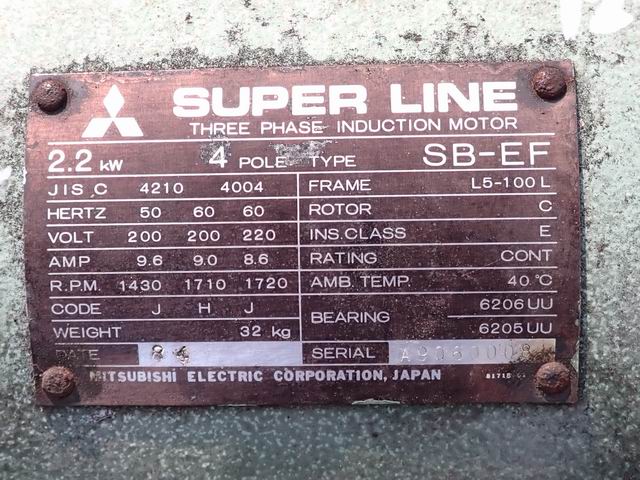 SUPER LINE
THREE PHASE INDUCTION MOTOR
2.2 kW 4 POLE TYPE SB-EF
JIS C 4210 4004 FRAME L5-100L
HERTZ 50 60 60 ROTOR C
VOLT 200 200 220 INS.CLASS E
AMP 9.6 9.0 8.6 RATING CONT
R.P.M. 1430 1710 1720 AMB. TEMP. 40 °C
CODE J H J BEARING 6206UU
WEIGHT 32 kg 6205UU
DATE 84 SERIAL
MITSUBISHI ELECTRIC CORPORATION, JAPAN